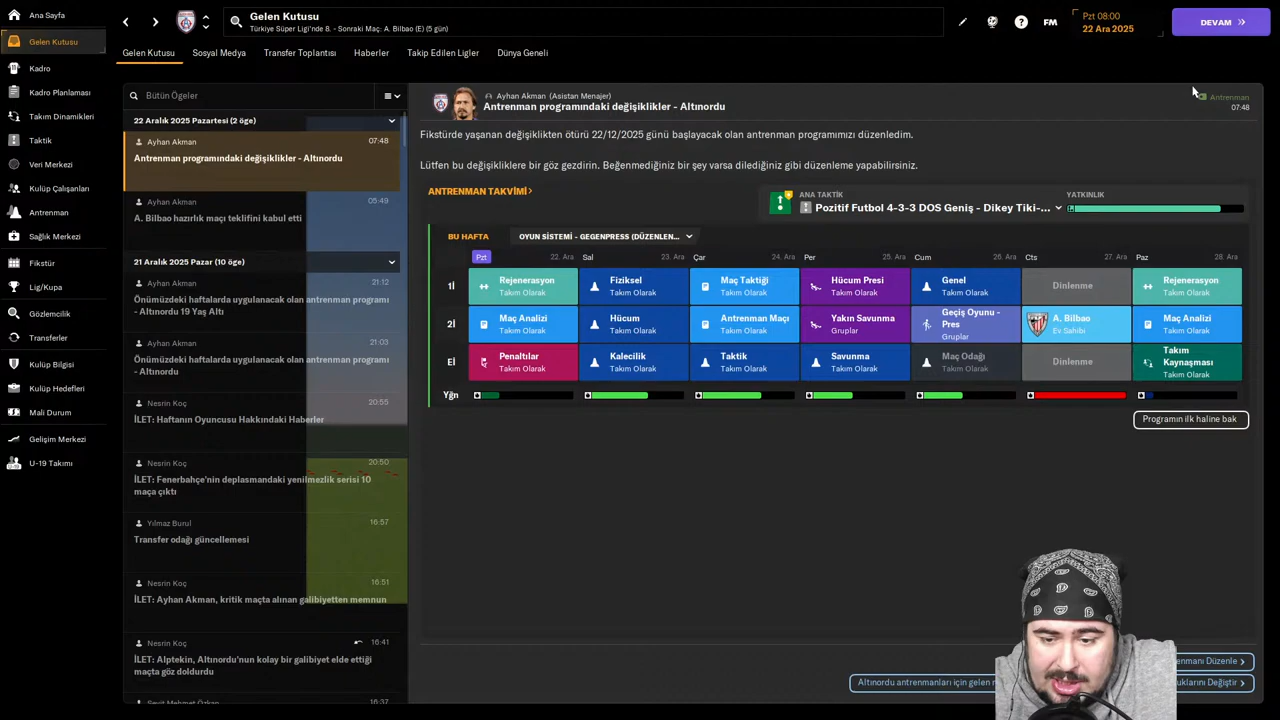 Ana Sayfa
Gelen Kutusu
Kadro
Kadro Planlaması
Takım Dinamikleri
Taktik
Veri Merkezi
Kulüp Çalışanları
Antrenman
Sağlık Merkezi
Fikstür
Lig/Kupa
Gözlemcilik
Transferler
Kulüp Bilgisi
Kulüp Hedefleri
Mali Durum
Gelişim Merkezi
U-19 Takımı
Gelen Kutusu
Türkiye Süper Ligi'nde 8. - Sonraki Maç: A. Bilbao (E) (5 gün)
FM
Pzt 08:00
22 Ara 2025
DEVAM
Gelen Kutusu Sosyal Medya Transfer Toplantısı Haberler Takip Edilen Ligler Dünya Geneli
Bütün Ögeler
22 Aralık 2025 Pazartesi (2 öge)
Ayhan Akman 07:48
Antrenman programındaki değişiklikler - Altınordu
Ayhan Akman 05:49
A. Bilbao hazırlık maçı teklifini kabul etti
21 Aralık 2025 Pazar (10 öge)
Ayhan Akman 21:12
Önümüzdeki haftalarda uygulanacak olan antrenman programı
- Altınordu 19 Yaş Altı
Ayhan Akman 21:03
Önümüzdeki haftalarda uygulanacak olan antrenman programı
- Altınordu
Nesrin Koç 20:55
İLET: Haftanın Oyuncusu Hakkındaki Haberler
Nesrin Koç 20:50
İLET: Fenerbahçe'nin deplasmandaki yenilmezlik serisi 10
maça çıktı
Yılmaz Burul 16:57
Transfer odağı güncellemesi
Nesrin Koç 16:51
İLET: Ayhan Akman, kritik maçta alınan galibiyetten memnun
Nesrin Koç 16:41
İLET: Alptekin, Altınordu'nun kolay bir galibiyet elde ettiği
maçta göz doldurdu
16:37
Ayhan Akman (Asistan Menajer)
Antrenman programındaki değişiklikler - Altınordu
Antrenman
07:48
Fikstürde yaşanan değişiklikten ötürü 22/12/2025 günü başlayacak olan antrenman programımızı düzenledim.
Lütfen bu değişikliklere bir göz gezdirin. Beğenmediğiniz bir şey varsa dilediğiniz gibi düzenleme yapabilirsiniz.
ANTRENMAN TAKVİMİ
ANA TAKTİK
Pozitif Futbol 4-3-3 DOS Geniş - Dikey Tiki-...
YATKINLIK
BU HAFTA OYUN SİSTEMİ - GEGENPRESS (DÜZENLEN...
Pzt 22. Ara Sal 23. Ara Çar 24. Ara Per 25. Ara Cum 26. Ara Cts 27. Ara Paz 28. Ara
1İ Rejenerasyon Fiziksel Maç Taktiği Hücum Presi Genel Dinlenme Rejenerasyon
Takım Olarak Takım Olarak Takım Olarak Takım Olarak Takım Olarak Takım Olarak
2İ Maç Analizi Hücum Antrenman Maçı Yakın Savunma Geçiş Oyunu - Pres A. Bilbao Maç Analizi
Takım Olarak Takım Olarak Takım Olarak Gruplar Gruplar Ev Sahibi Takım Olarak
Eİ Penaltılar Kalecilik Taktik Savunma Maç Odağı Dinlenme Takım Kaynaşması
Takım Olarak Takım Olarak Takım Olarak Takım Olarak Takım Olarak Takım Olarak
Yğn
Programın ilk haline bak
Düzenle
Altınordu antrenmanları için gelen
Değiştir